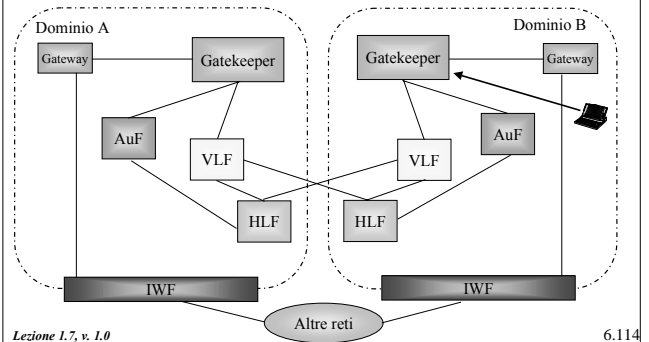 Dominio A
Dominio B
Gateway
Gatekeeper
Gatekeeper
Gateway
AuF
VLF
VLF
AuF
HLF
HLF
IWF
IWF
Altre reti
Lezione 1.7, v. 1.0
6.114